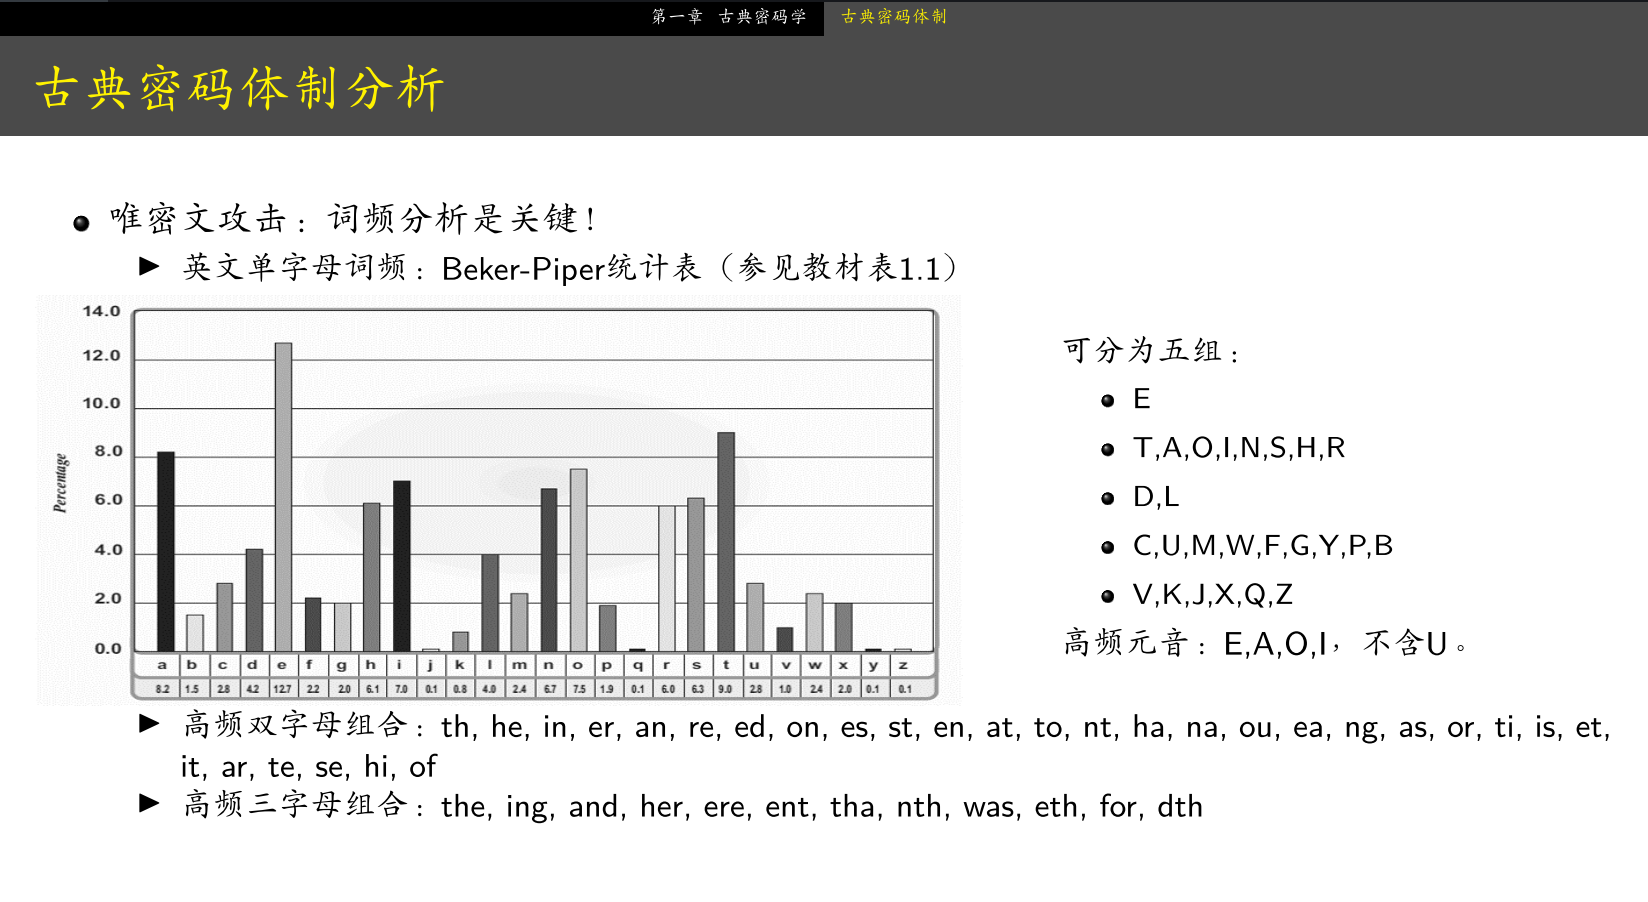 第一章 古典密码学 古典密码体制
古典密码体制分析
唯密文攻击：词频分析是关键！
英文单字母词频：Beker-Piper统计表（参见教材表1.1）
14.0
12.0
10.0
8.0
6.0
4.0
2.0
0.0
Percentage
a b c d e f g h i j k l m n o p q r s t u v w x y z
8.2 1.5 2.8 4.2 12.7 2.2 2.0 6.1 7.0 0.1 0.8 4.0 2.4 6.7 7.5 1.9 0.1 6.0 6.3 9.0 2.8 1.0 2.4 2.0 0.1 0.1
可分为五组：
E
T,A,O,I,N,S,H,R
D,L
C,U,M,W,F,G,Y,P,B
V,K,J,X,Q,Z
高频元音：E,A,O,I，不含U。
高频双字母组合：th, he, in, er, an, re, ed, on, es, st, en, at, to, nt, ha, na, ou, ea, ng, as, or, ti, is, et,
it, ar, te, se, hi, of
高频三字母组合：the, ing, and, her, ere, ent, tha, nth, was, eth, for, dth